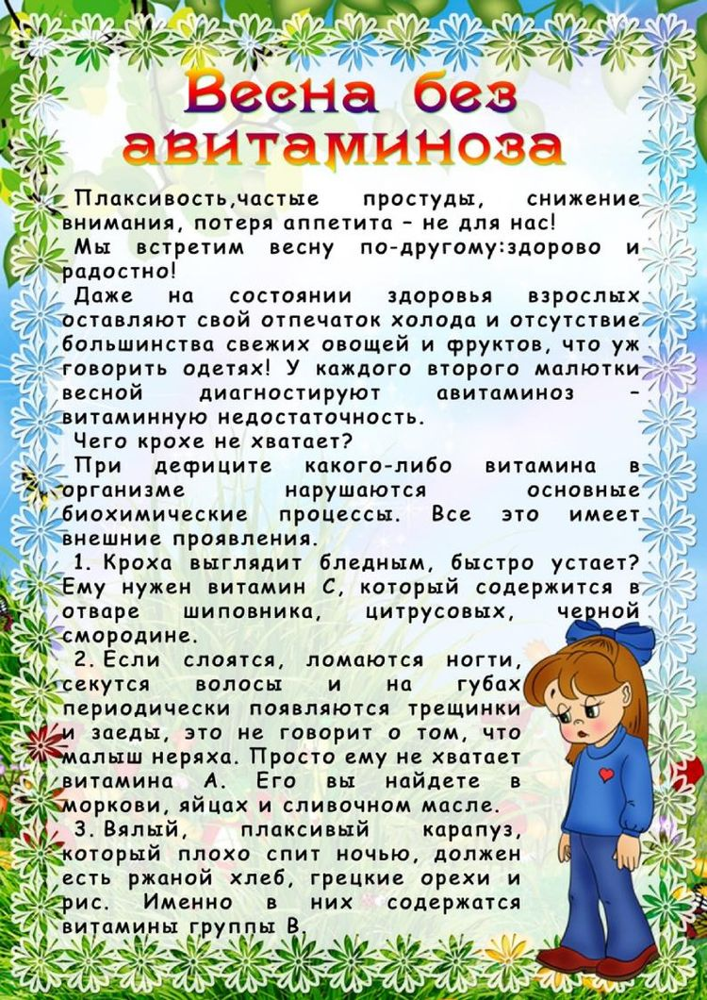 Весна без
авитаминоза
Плаксивость,частые простуды, снижение
внимания, потеря аппетита - не для нас!
Мы встретим весну по-другому:здорово и
радостно!
Даже на состоянии здоровья взрослых
оставляют свой отпечаток холода и отсутствие
большинства свежих овощей и фруктов, что уж
говорить одетях! У каждого второго малютки
весной диагностируют авитаминоз -
витаминную недостаточность.
Чего крохе не хватает?
При дефиците какого-либо витамина в
организме нарушаются основные
биохимические процессы. Все это имеет
внешние проявления.
1. Кроха выглядит бледным, быстро устает?
Ему нужен витамин С, который содержится в
отваре шиповника, цитрусовых, черной
смородине.
2. Если слоятся, ломаются ногти,
секутся волосы и на губах
периодически появляются трещинки
и заеды, это не говорит о том, что
малыш неряха. Просто ему не хватает
витамина А. Его вы найдете в
моркови, яйцах и сливочном масле.
3. Вялый, плаксивый карапуз,
который плохо спит ночью, должен
есть ржаной хлеб, грецкие орехи и
рис. Именно в них содержатся
витамины группы В.